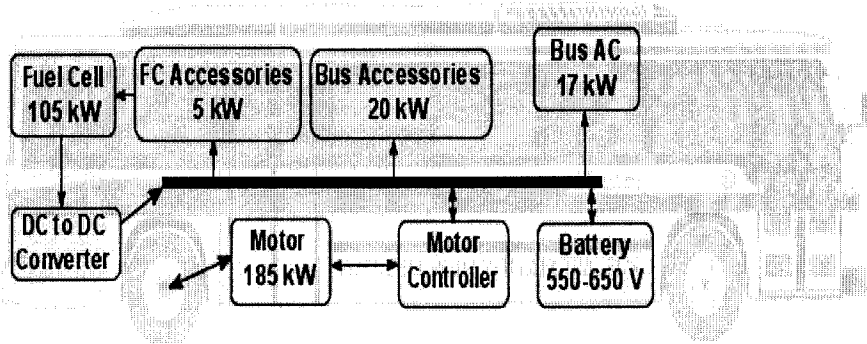 Fuel Cell
105 kW
FC Accessories
5 kW
Bus Accessories
20 kW
Bus AC
17 kW
DC to DC
Converter
Motor
185 kW
Motor
Controller
Battery
550-650 V